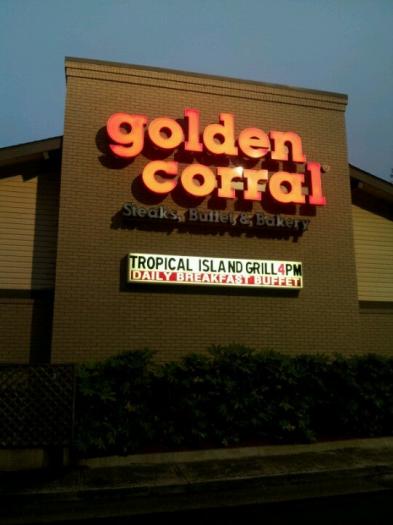 golden
corral
Steaks, Buffet, & Bakery
TROPICAL ISLAND GRILL 4PM
DAILY BREAKFAST BUFFET